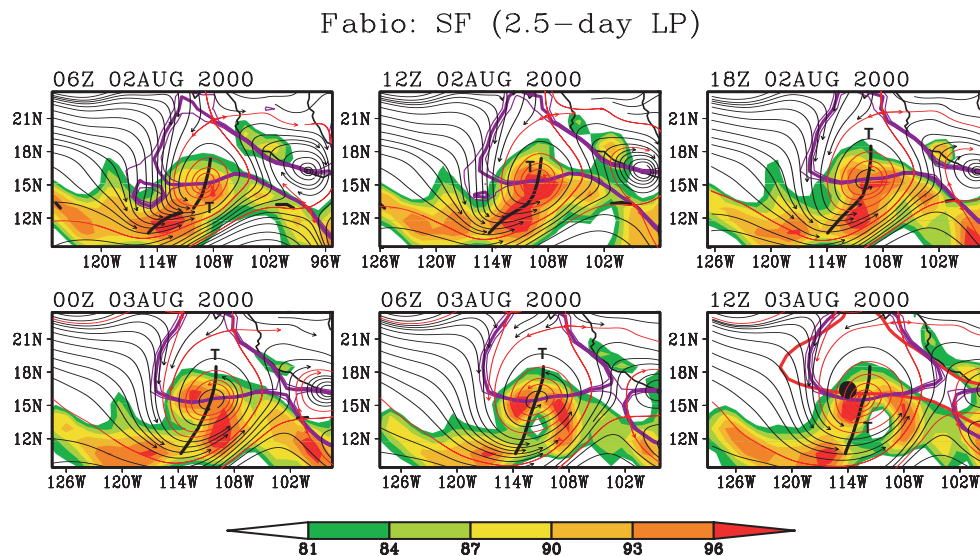 Fabio: SF (2.5-day LP)
06Z 02AUG 2000 12Z 02AUG 2000 18Z 02AUG 2000
21N 21N 21N
18N 18N T 18N
T
15N 15N 15N
T
12N 12N 12N
120W 114W 108W 102W 96W 126W 120W 114W 108W 102W 126W 120W 114W 108W 102W
00Z 03AUG 2000 06Z 03AUG 2000 12Z 03AUG 2000
21N 21N 21N
T T
18N 18N 18N
15N 15N 15N
T
12N 12N 12N
126W 120W 114W 108W 102W 126W 120W 114W 108W 102W 120W 114W 108W 102W
81 84 87 90 93 96